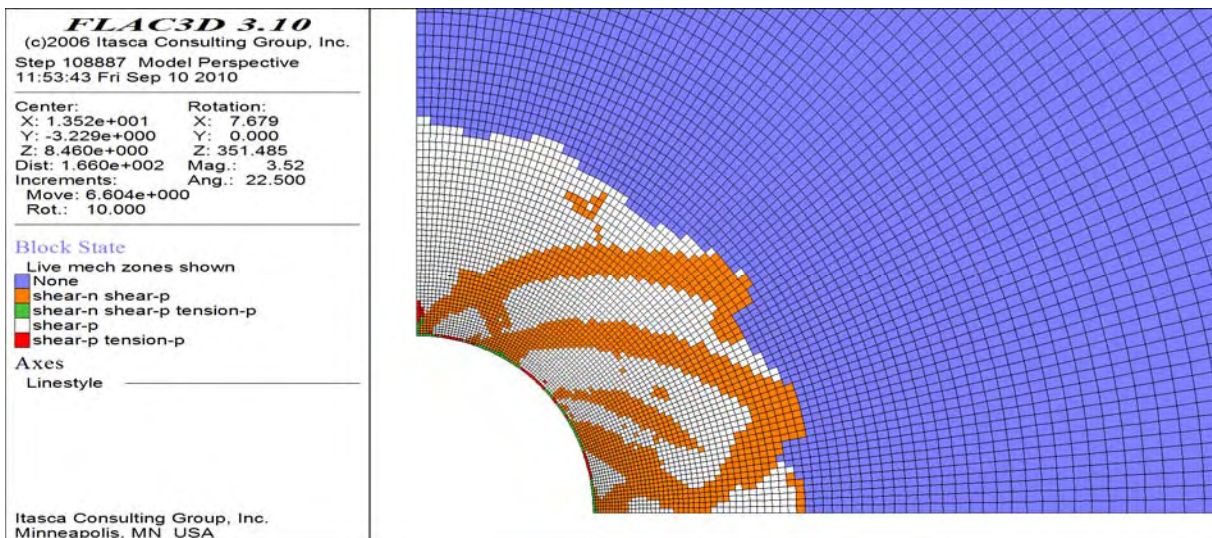 FLAC3D 3.10
(c)2006 Itasca Consulting Group, Inc.
Step 108887  Model Perspective
11:53:43 Fri Sep 10 2010
Center: Rotation:
X: 1.352e+001 X: 7.679
Y: -3.229e+000 Y: 0.000
Z: 8.460e+000 Z: 351.485
Dist: 1.660e+002 Mag.: 3.52
Increments: Ang.: 22.500
Move: 6.604e+000
Rot.: 10.000
Block State
Live mech zones shown
None
shear-n shear-p
shear-n shear-p tension-p
shear-p
shear-p tension-p
Axes
Linestyle
Itasca Consulting Group, Inc.
Minneapolis, MN  USA